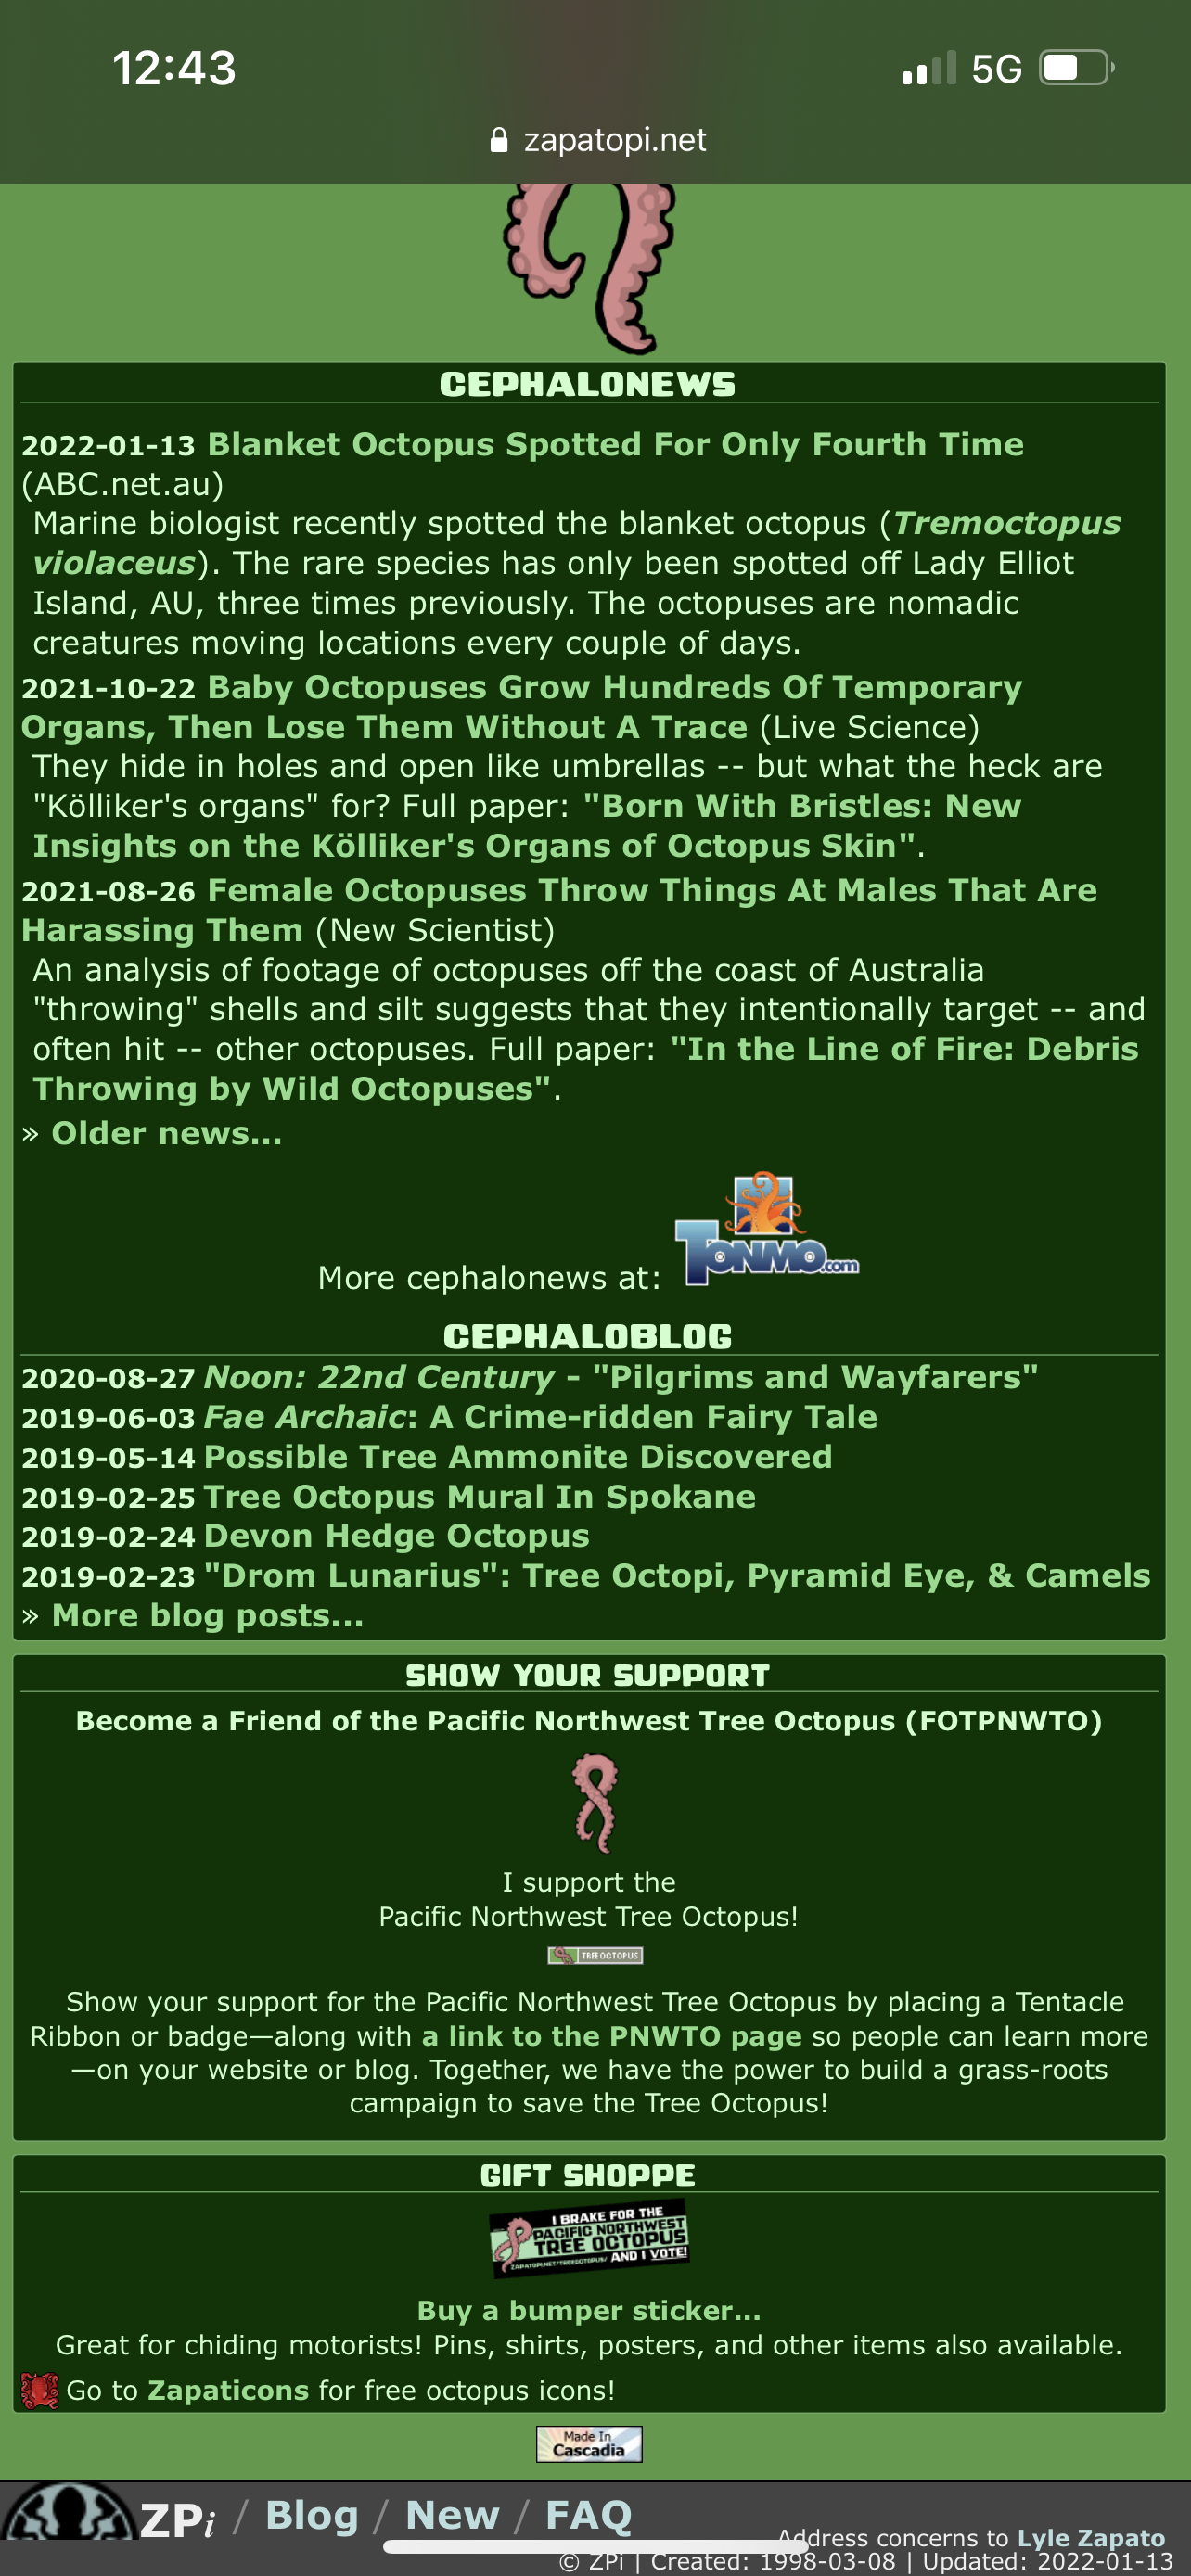 12:43
5G
zapatopi.net
CEPHALONEWS
2022-01-13 Blanket Octopus Spotted For Only Fourth Time
(ABC.net.au)
Marine biologist recently spotted the blanket octopus (Tremoctopus
violaceus). The rare species has only been spotted off Lady Elliot
Island, AU, three times previously. The octopuses are nomadic
creatures moving locations every couple of days.
2021-10-22 Baby Octopuses Grow Hundreds Of Temporary
Organs, Then Lose Them Without A Trace (Live Science)
They hide in holes and open like umbrellas -- but what the heck are
"Kölliker's organs" for? Full paper: "Born With Bristles: New
Insights on the Kölliker's Organs of Octopus Skin".
2021-08-26 Female Octopuses Throw Things At Males That Are
Harassing Them (New Scientist)
An analysis of footage of octopuses off the coast of Australia
"throwing" shells and silt suggests that they intentionally target -- and
often hit -- other octopuses. Full paper: "In the Line of Fire: Debris
Throwing by Wild Octopuses".
» Older news...
More cephalonews at: TONMO.com
CEPHALOBLOG
2020-08-27 Noon: 22nd Century - "Pilgrims and Wayfarers"
2019-06-03 Fae Archaic: A Crime-ridden Fairy Tale
2019-05-14 Possible Tree Ammonite Discovered
2019-02-25 Tree Octopus Mural In Spokane
2019-02-24 Devon Hedge Octopus
2019-02-23 "Drom Lunarius": Tree Octopi, Pyramid Eye, & Camels
» More blog posts...
SHOW YOUR SUPPORT
Become a Friend of the Pacific Northwest Tree Octopus (FOTPNWTO)
I support the
Pacific Northwest Tree Octopus!
TREE OCTOPUS
Show your support for the Pacific Northwest Tree Octopus by placing a Tentacle
Ribbon or badge—along with a link to the PNWTO page so people can learn more
—on your website or blog. Together, we have the power to build a grass-roots
campaign to save the Tree Octopus!
GIFT SHOPPE
I BRAKE FOR THE
PACIFIC NORTHWEST
TREE OCTOPUS
ZAPATOPI.NET/TREEOCTOPUS/ AND I VOTE!
Buy a bumper sticker...
Great for chiding motorists! Pins, shirts, posters, and other items also available.
Go to Zapaticons for free octopus icons!
Made In
Cascadia
ZPi / Blog / New / FAQ
Address concerns to Lyle Zapato
© ZPi | Created: 1998-03-08 | Updated: 2022-01-13